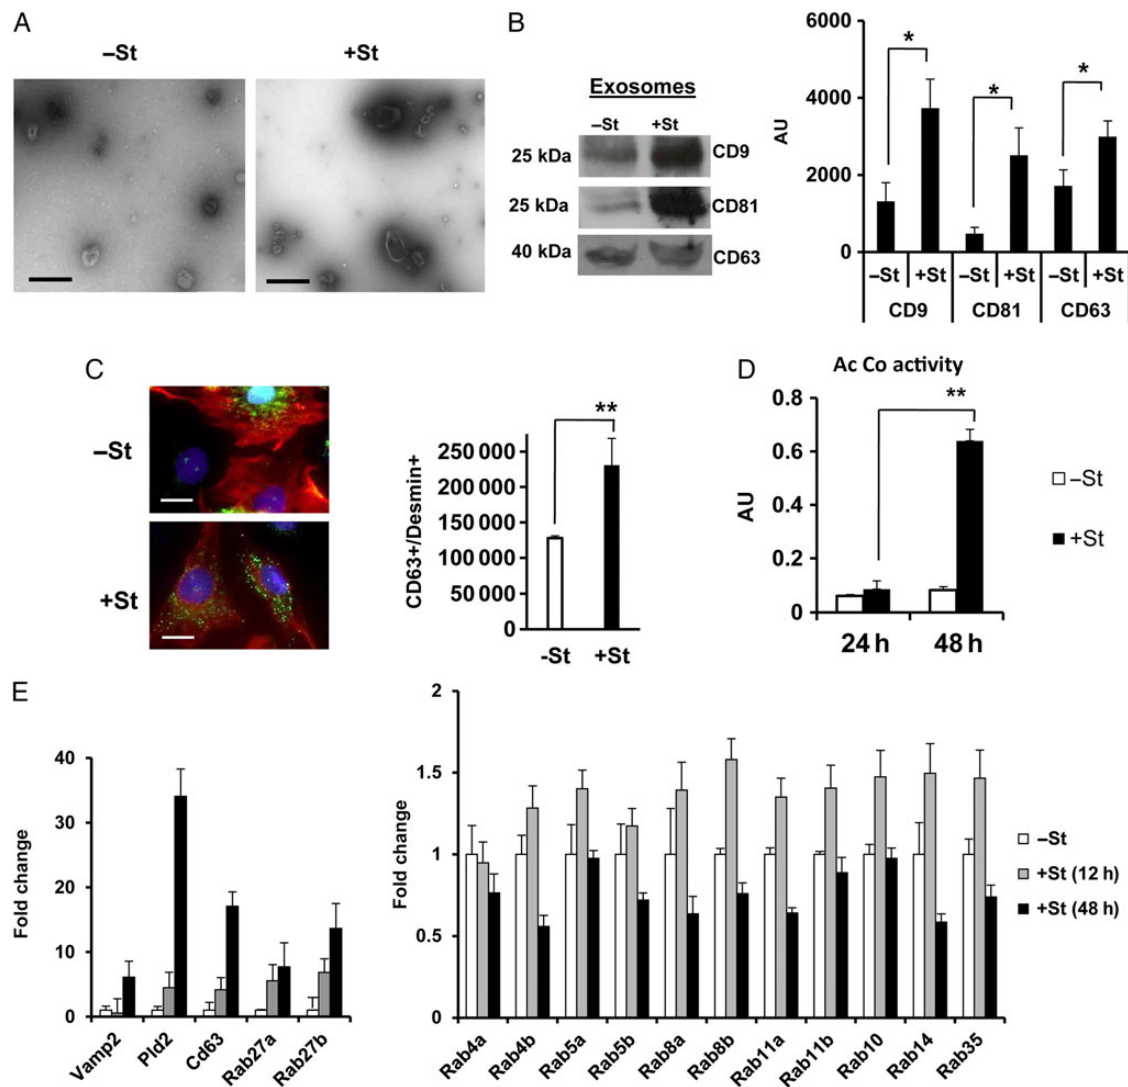 A
–St +St
B
Exosomes
–St +St
25 kDa CD9
25 kDa CD81
40 kDa CD63
AU
6000
4000
2000
0
* * *
–St +St –St +St –St +St
CD9 CD81 CD63
C
–St
+St
CD63+/Desmin+
250 000
200 000
150 000
100 000
50 000
0
**
-St +St
D
Ac Co activity
AU
0.8
0.6
0.4
0.2
0
**
24 h 48 h
–St
+St
E
Fold change
40
30
20
10
0
Vamp2 Pld2 Cd63 Rab27a Rab27b
Fold change
2
1.5
1
0.5
0
Rab4a Rab4b Rab5a Rab5b Rab8a Rab8b Rab11a Rab11b Rab10 Rab14 Rab35
–St
+St (12 h)
+St (48 h)